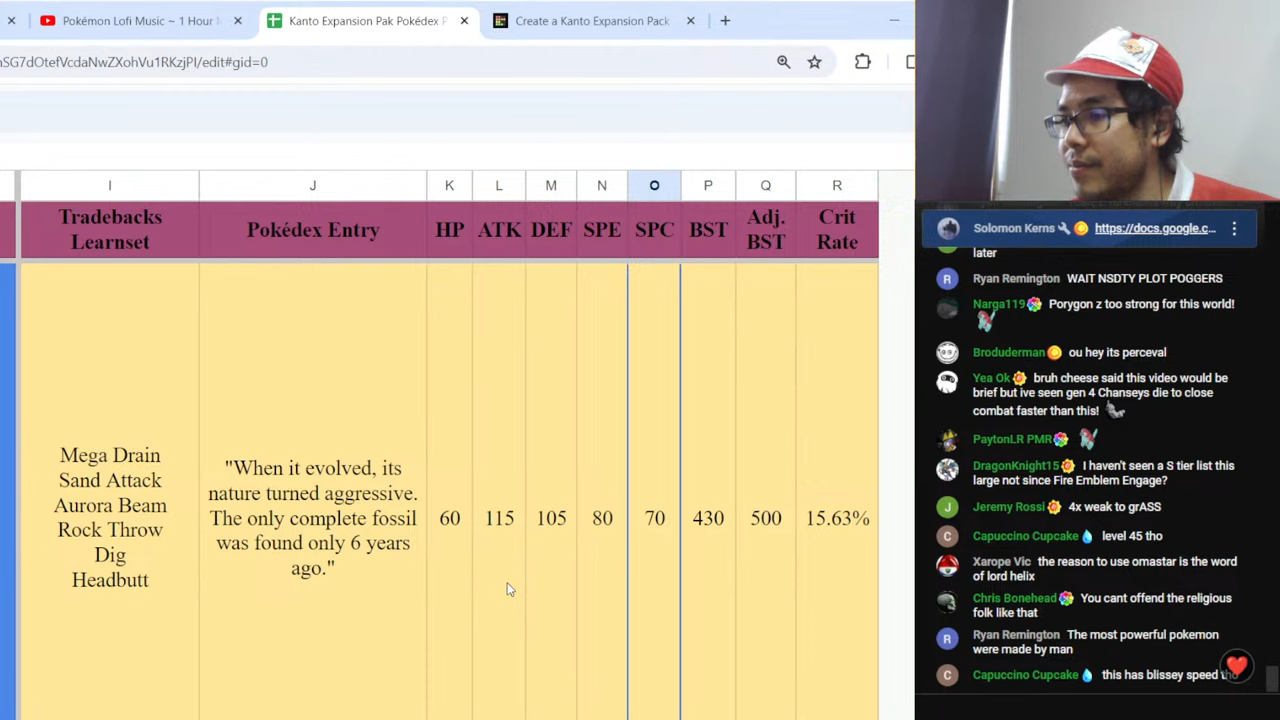 Pokémon Lofi Music ~ 1 Hour
Kanto Expansion Pak Pokédex
Create a Kanto Expansion Pack
nSG7dOtefVcdaNwZXohVu1RKzjPI/edit#gid=0
I J K L M N O P Q R
Tradebacks Learnset Pokédex Entry HP ATK DEF SPE SPC BST Adj. BST Crit Rate
Mega Drain
Sand Attack
Aurora Beam
Rock Throw
Dig
Headbutt
"When it evolved, its
nature turned aggressive.
The only complete fossil
was found only 6 years
ago."
60 115 105 80 70 430 500 15.63%
Solomon Kerns https://docs.google.c...
later
Ryan Remington WAIT NSDTY PLOT POGGERS
Narga119 Porygon z too strong for this world!
Broduderman ou hey its perceval
Yea Ok bruh cheese said this video would be
brief but ive seen gen 4 Chanseys die to close
combat faster than this!
PaytonLR PMR
DragonKnight15 I haven't seen a S tier list this
large not since Fire Emblem Engage?
Jeremy Rossi 4x weak to grASS
Capuccino Cupcake level 45 tho
Xarope Vic the reason to use omastar is the word
of lord helix
Chris Bonehead You cant offend the religious
folk like that
Ryan Remington The most powerful pokemon
were made by man
Capuccino Cupcake this has blissey speed tho